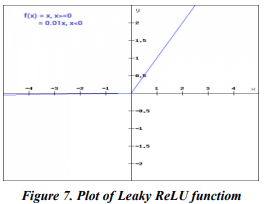 y
f(x) = x, x>=0
= 0.01x, x<0
2
1.5
1
0.5
-4 -3 -2 -1 0 1 2 3 4 x
-0.5
-1
-1.5
-2
Figure 7. Plot of Leaky ReLU functiom